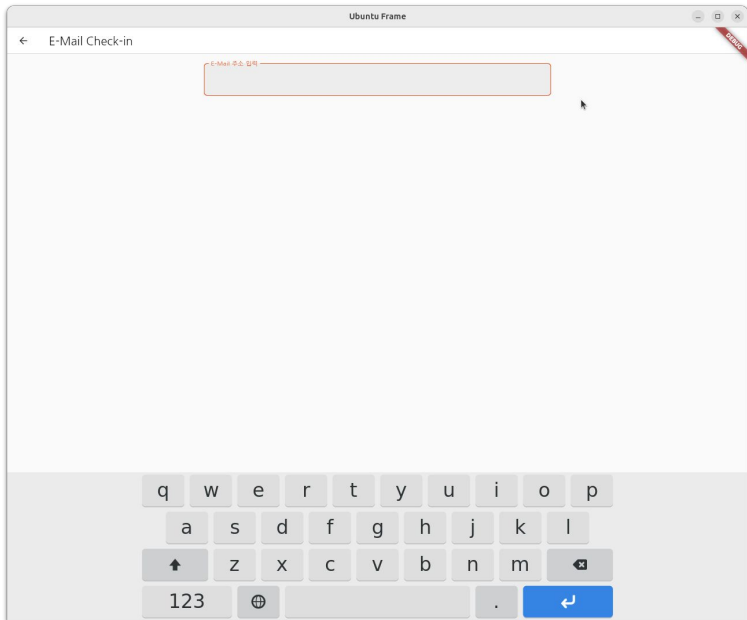 Ubuntu Frame
E-Mail Check-in
DEBUG
E-Mail 주소 입력
q w e r t y u i o p
a s d f g h j k l
z x c v b n m
123 .